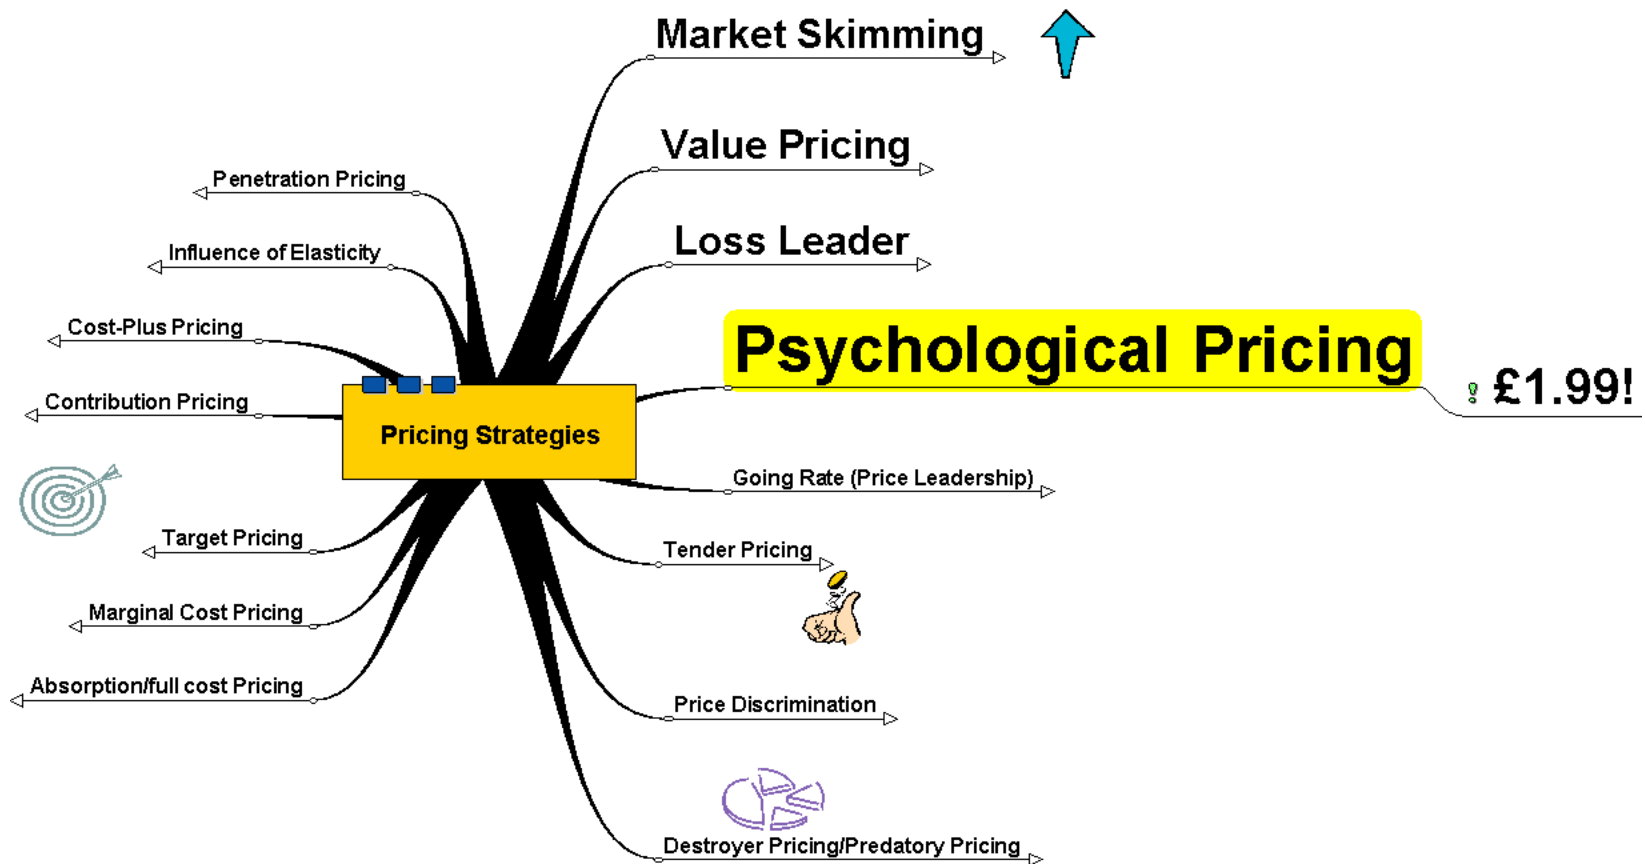 Market Skimming
Value Pricing
Penetration Pricing
Loss Leader
Influence of Elasticity
Cost-Plus Pricing
Psychological Pricing
! £1.99!
Contribution Pricing
Pricing Strategies
Going Rate (Price Leadership)
Target Pricing
Tender Pricing
Marginal Cost Pricing
Absorption/full cost Pricing
Price Discrimination
Destroyer Pricing/Predatory Pricing